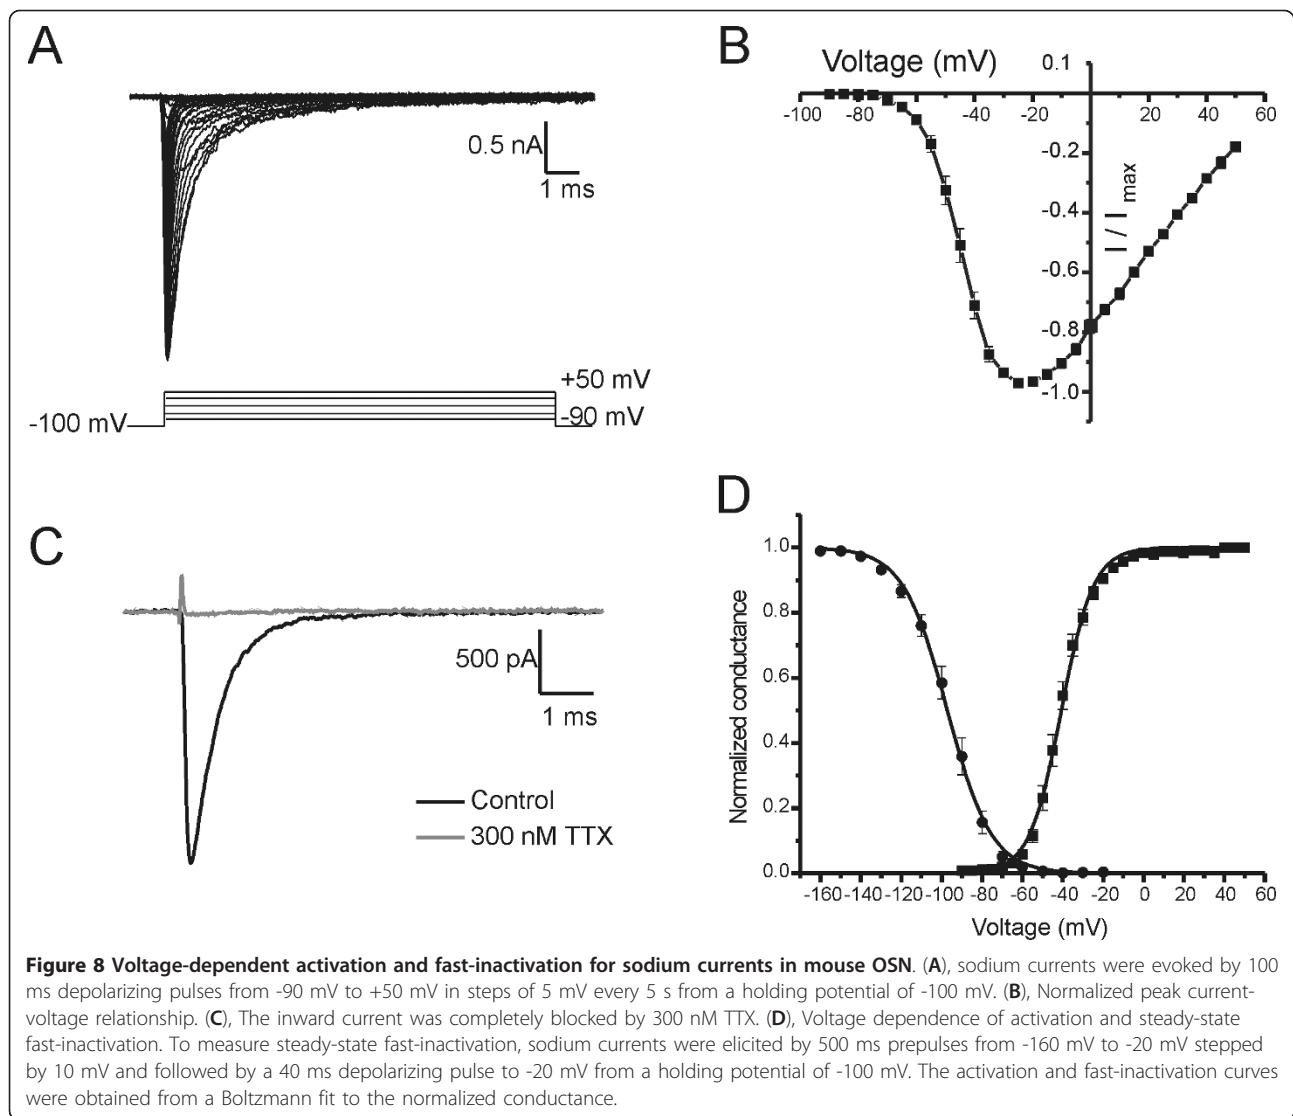 A
0.5 nA
1 ms
+50 mV
-90 mV
-100 mV
B
Voltage (mV)
0.1
-100 -80 -60 -40 -20 20 40 60
-0.2
-0.4
-0.6
-0.8
-1.0
I / Imax
C
500 pA
1 ms
Control
300 nM TTX
D
1.0
0.8
0.6
0.4
0.2
0.0
Normalized conductance
-160 -140 -120 -100 -80 -60 -40 -20 0 20 40 60
Voltage (mV)
Figure 8 Voltage-dependent activation and fast-inactivation for sodium currents in mouse OSN. (A), sodium currents were evoked by 100
ms depolarizing pulses from -90 mV to +50 mV in steps of 5 mV every 5 s from a holding potential of -100 mV. (B), Normalized peak current-
voltage relationship. (C), The inward current was completely blocked by 300 nM TTX. (D), Voltage dependence of activation and steady-state
fast-inactivation. To measure steady-state fast-inactivation, sodium currents were elicited by 500 ms prepulses from -160 mV to -20 mV stepped
by 10 mV and followed by a 40 ms depolarizing pulse to -20 mV from a holding potential of -100 mV. The activation and fast-inactivation curves
were obtained from a Boltzmann fit to the normalized conductance.